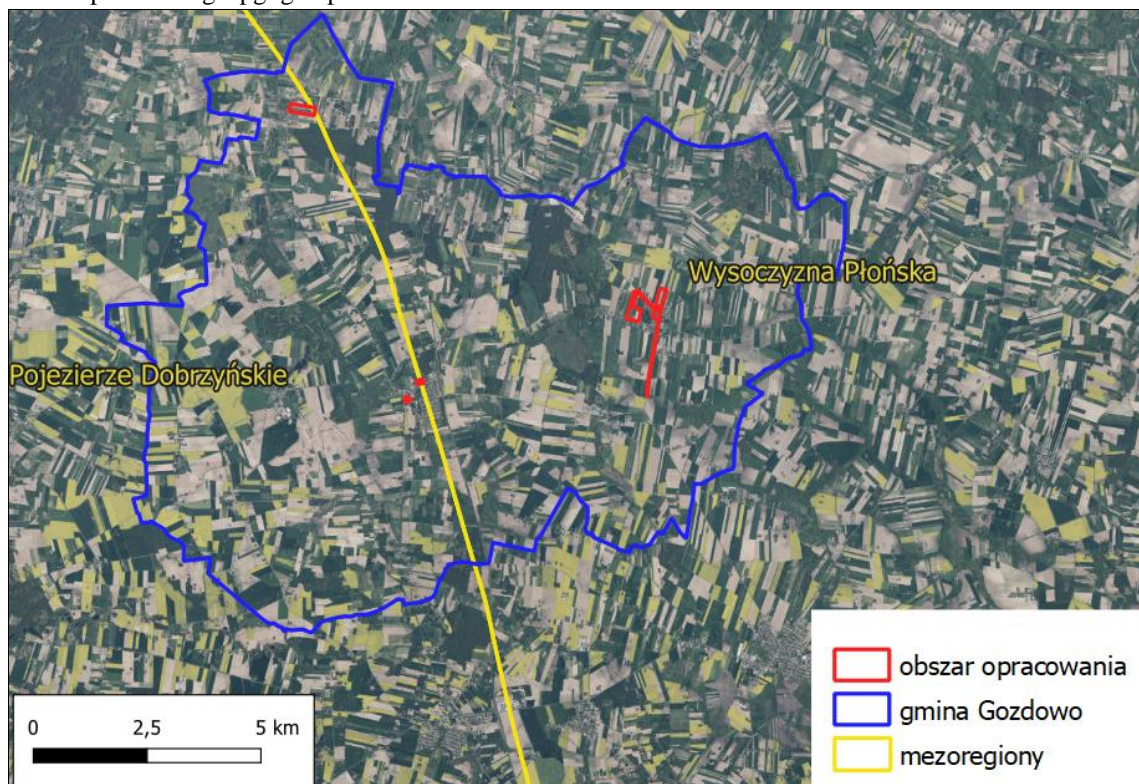 Wysoczyzna Płońska
Pojezierze Dobrzyńskie
obszar opracowania
gmina Gozdowo
mezoregiony
0 2,5 5 km